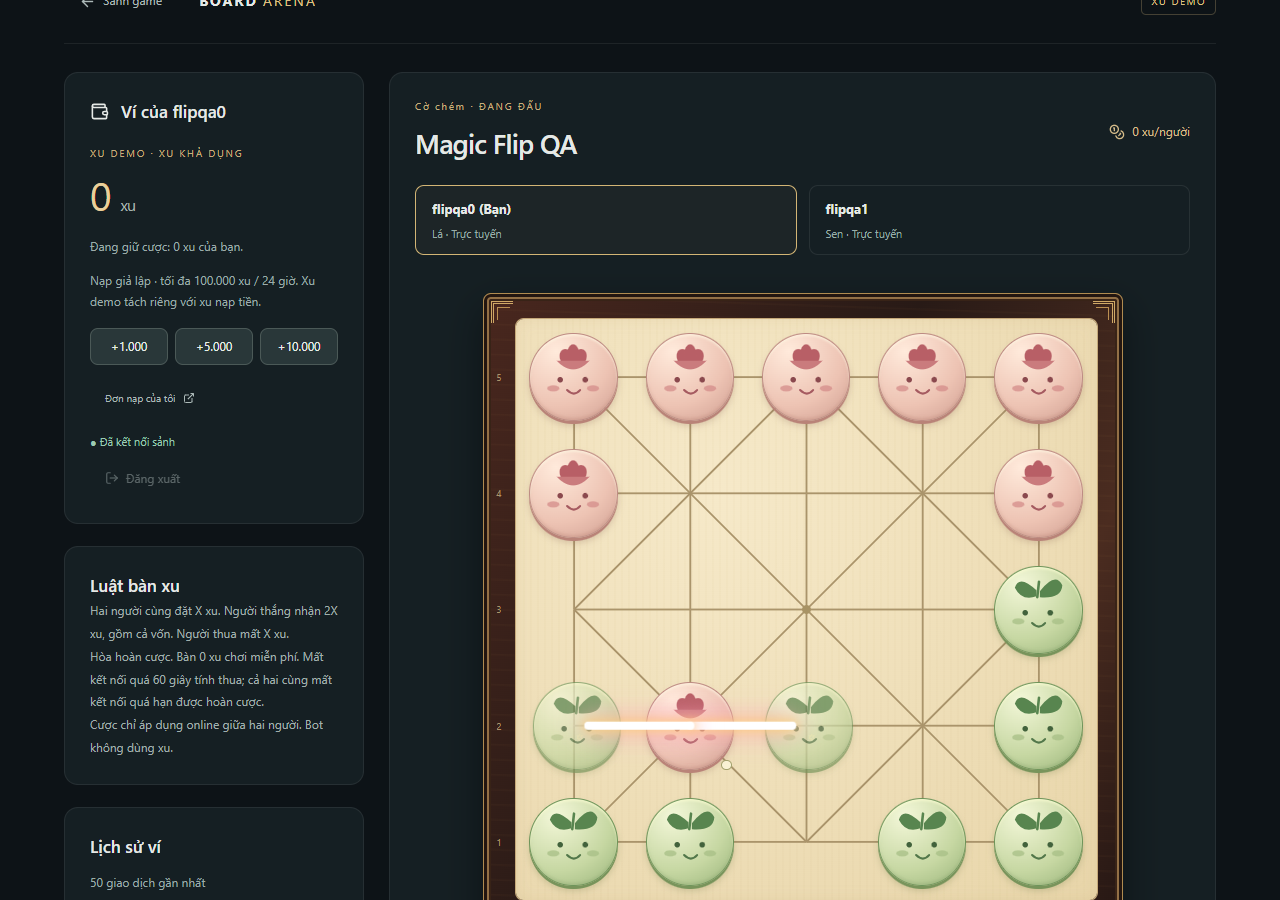 Sảnh game
BOARD ARENA
XU DEMO
Ví của flipqa0
XU DEMO · XU KHẢ DỤNG
0 xu
Đang giữ cược: 0 xu của bạn.
Nạp giả lập · tối đa 100.000 xu / 24 giờ. Xu
demo tách riêng với xu nạp tiền.
+1.000
+5.000
+10.000
Đơn nạp của tôi
Đã kết nối sảnh
Đăng xuất
Luật bàn xu
Hai người cùng đặt X xu. Người thắng nhận 2X
xu, gồm cả vốn. Người thua mất X xu.
Hòa hoàn cược. Bàn 0 xu chơi miễn phí. Mất
kết nối quá 60 giây tính thua; cả hai cùng mất
kết nối quá hạn được hoàn cược.
Cược chỉ áp dụng online giữa hai người. Bot
không dùng xu.
Lịch sử ví
50 giao dịch gần nhất
Cờ chém · ĐANG ĐẤU
Magic Flip QA
0 xu/người
flipqa0 (Bạn)
Lá · Trực tuyến
flipqa1
Sen · Trực tuyến
5
4
3
2
1